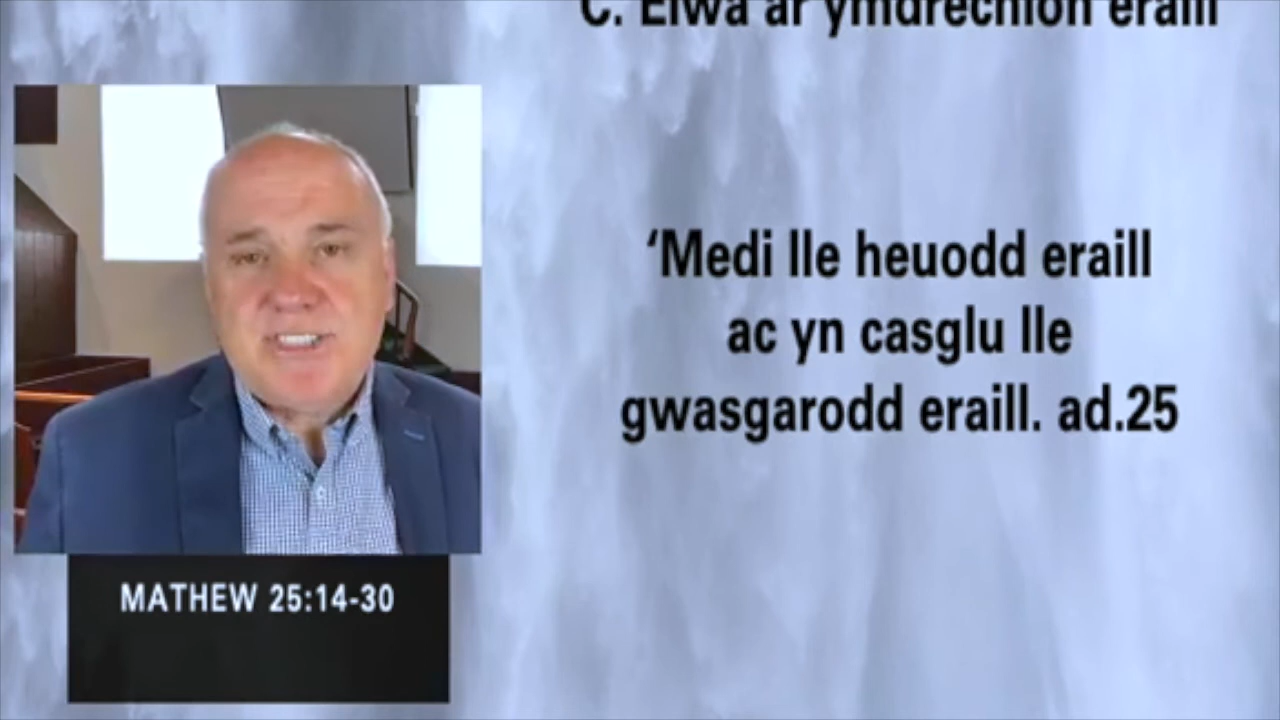 C. Elwa ar ymdrechion eraill
‘Medi lle heuodd eraill
ac yn casglu lle
gwasgarodd eraill. ad.25
MATHEW 25:14-30